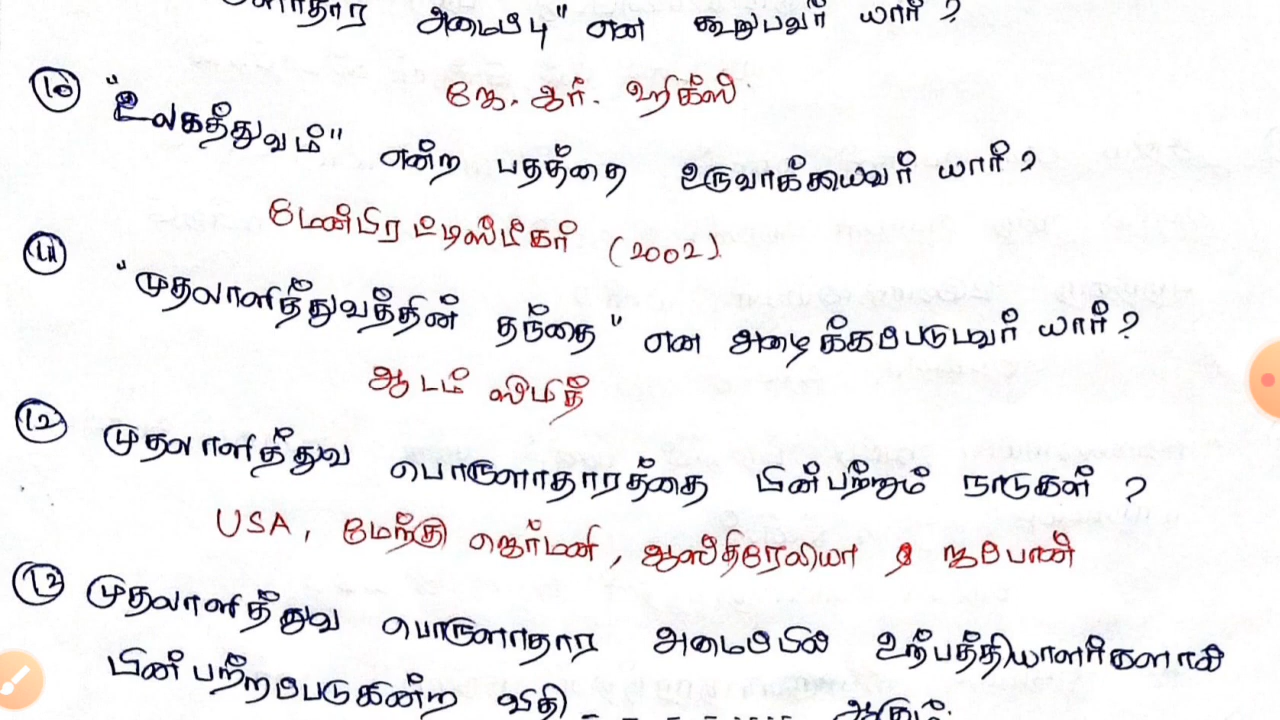 அமைப்பு" என கூறுபவர் யார்?
ஜே. ஆர். ஹிக்ஸ்
⑩ "உலகத்துவம்" என்ற பதத்தை உருவாக்கியவர் யார்?
மேன்பிரட்டிஸ்டீகர் (2002).
⑪ "முதலாளித்துவத்தின் தந்தை" என அழைக்கப்படுபவர் யார்?
ஆடம் ஸ்மித்
⑫ முதலாளித்துவ பொருளாதாரத்தை பின்பற்றும் நாடுகள் ?
USA, மேற்கு ஜெர்மனி, ஆஸ்திரேலியா & ஜப்பான்
⑬ முதலாளித்துவ பொருளாதார அமைப்பில் உற்பத்தியாளர்களாக
பின்பற்றப்படுகின்ற விதி - - - - - - ஆகும்.